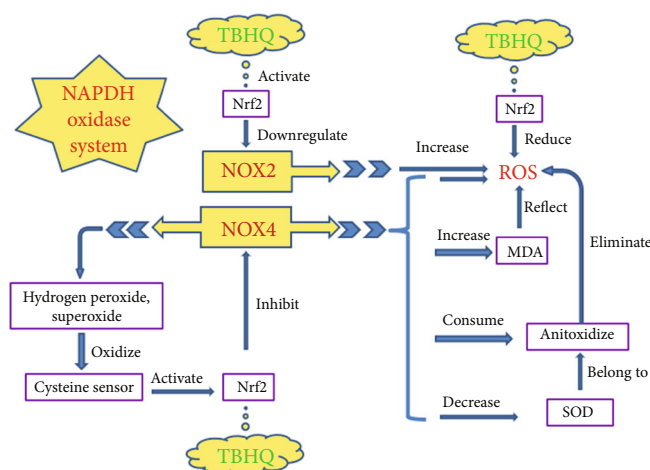 TBHQ
TBHQ
Activate
Nrf2
Nrf2
NAPDH
oxidase
system
Downregulate
Reduce
NOX2
Increase
ROS
Reflect
NOX4
Increase
MDA
Eliminate
Hydrogen peroxide,
superoxide
Inhibit
Consume
Anitoxidize
Oxidize
Belong to
Cysteine sensor
Activate
Nrf2
Decrease
SOD
TBHQ